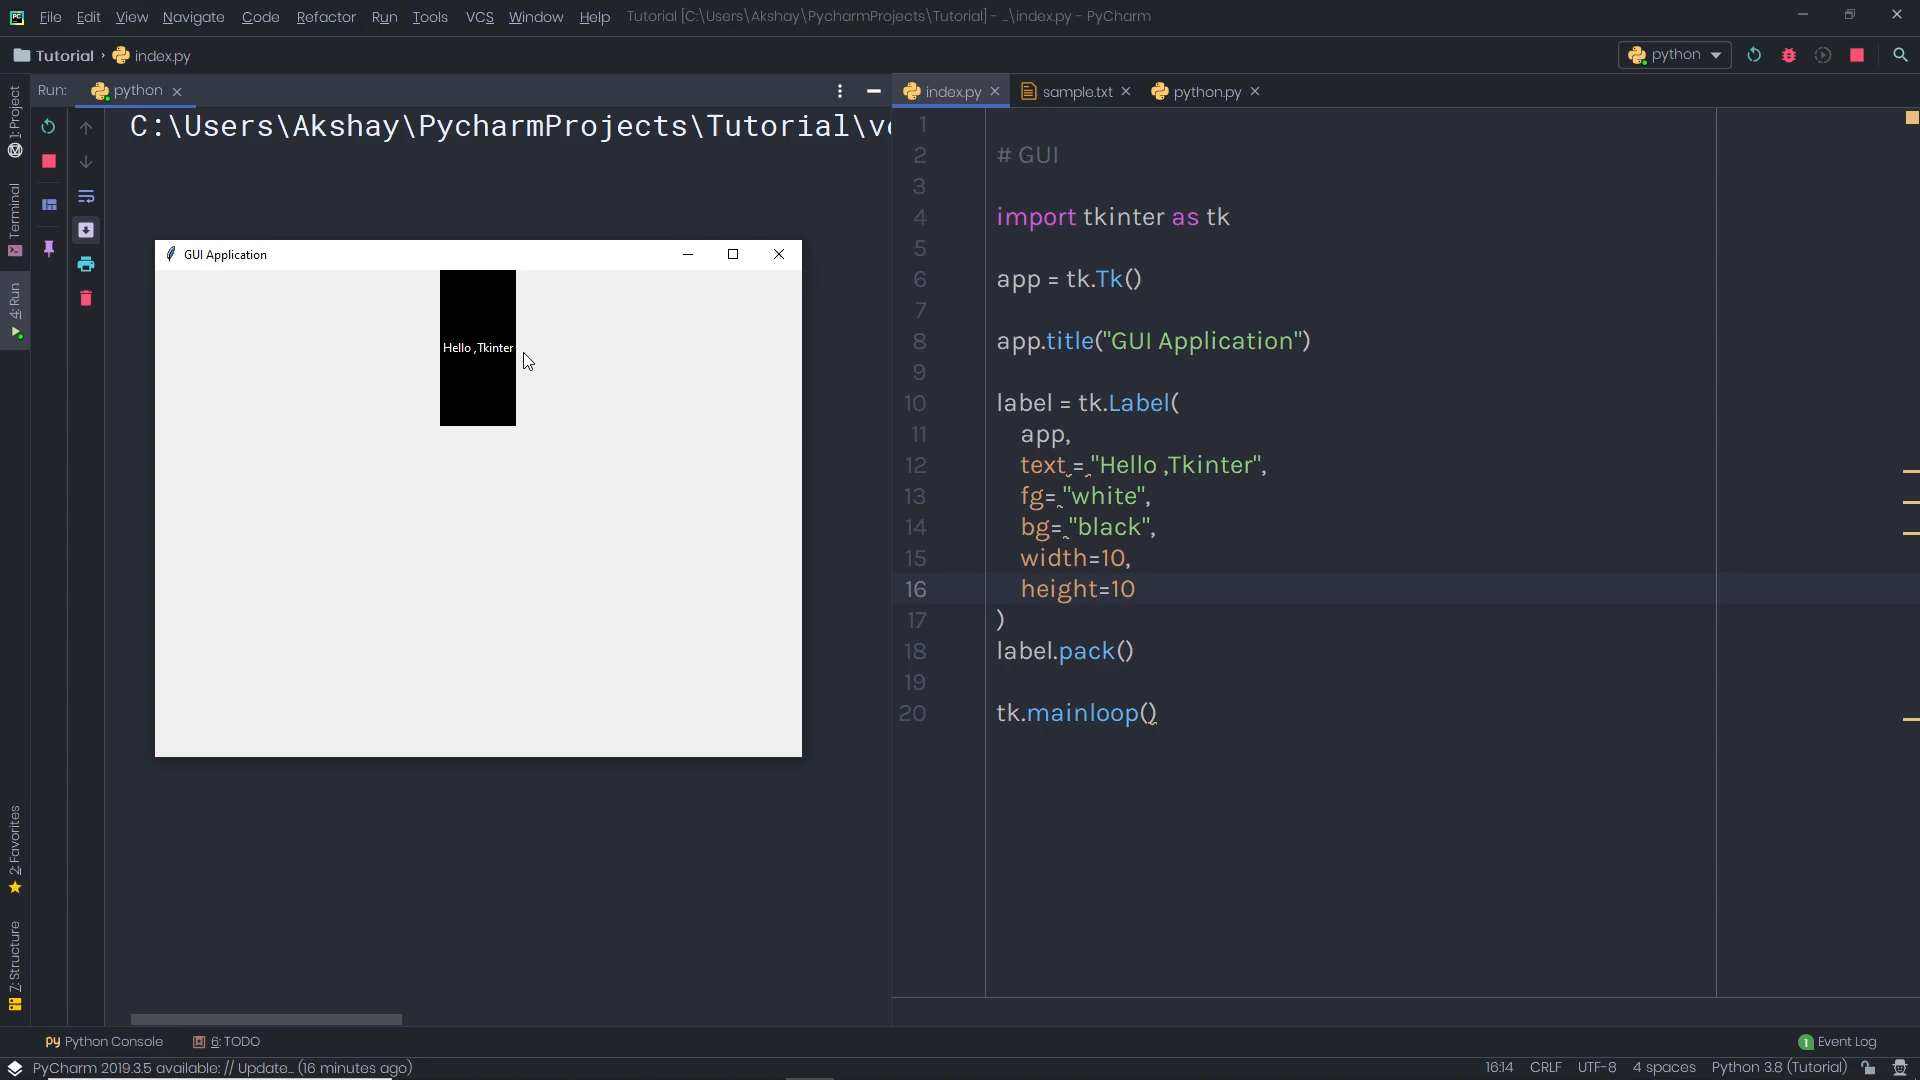 PC File Edit View Navigate Code Refactor Run Tools VCS Window Help Tutorial [C:\Users\Akshay\PycharmProjects\Tutorial] - ...\index.py - PyCharm
Tutorial index.py python
Run: python
index.py sample.txt python.py
C:\Users\Akshay\PycharmProjects\Tutorial\ve
1: Project
Terminal
4: Run
2: Favorites
7: Structure
GUI Application
Hello ,Tkinter
1
2 # GUI
3
4 import tkinter as tk
5
6 app = tk.Tk()
7
8 app.title("GUI Application")
9
10 label = tk.Label(
11 app,
12 text = "Hello ,Tkinter",
13 fg= "white",
14 bg= "black",
15 width=10,
16 height=10
17 )
18 label.pack()
19
20 tk.mainloop()
Python Console 6: TODO 1 Event Log
PyCharm 2019.3.5 available: // Update... (16 minutes ago) 16:14 CRLF UTF-8 4 spaces Python 3.8 (Tutorial)